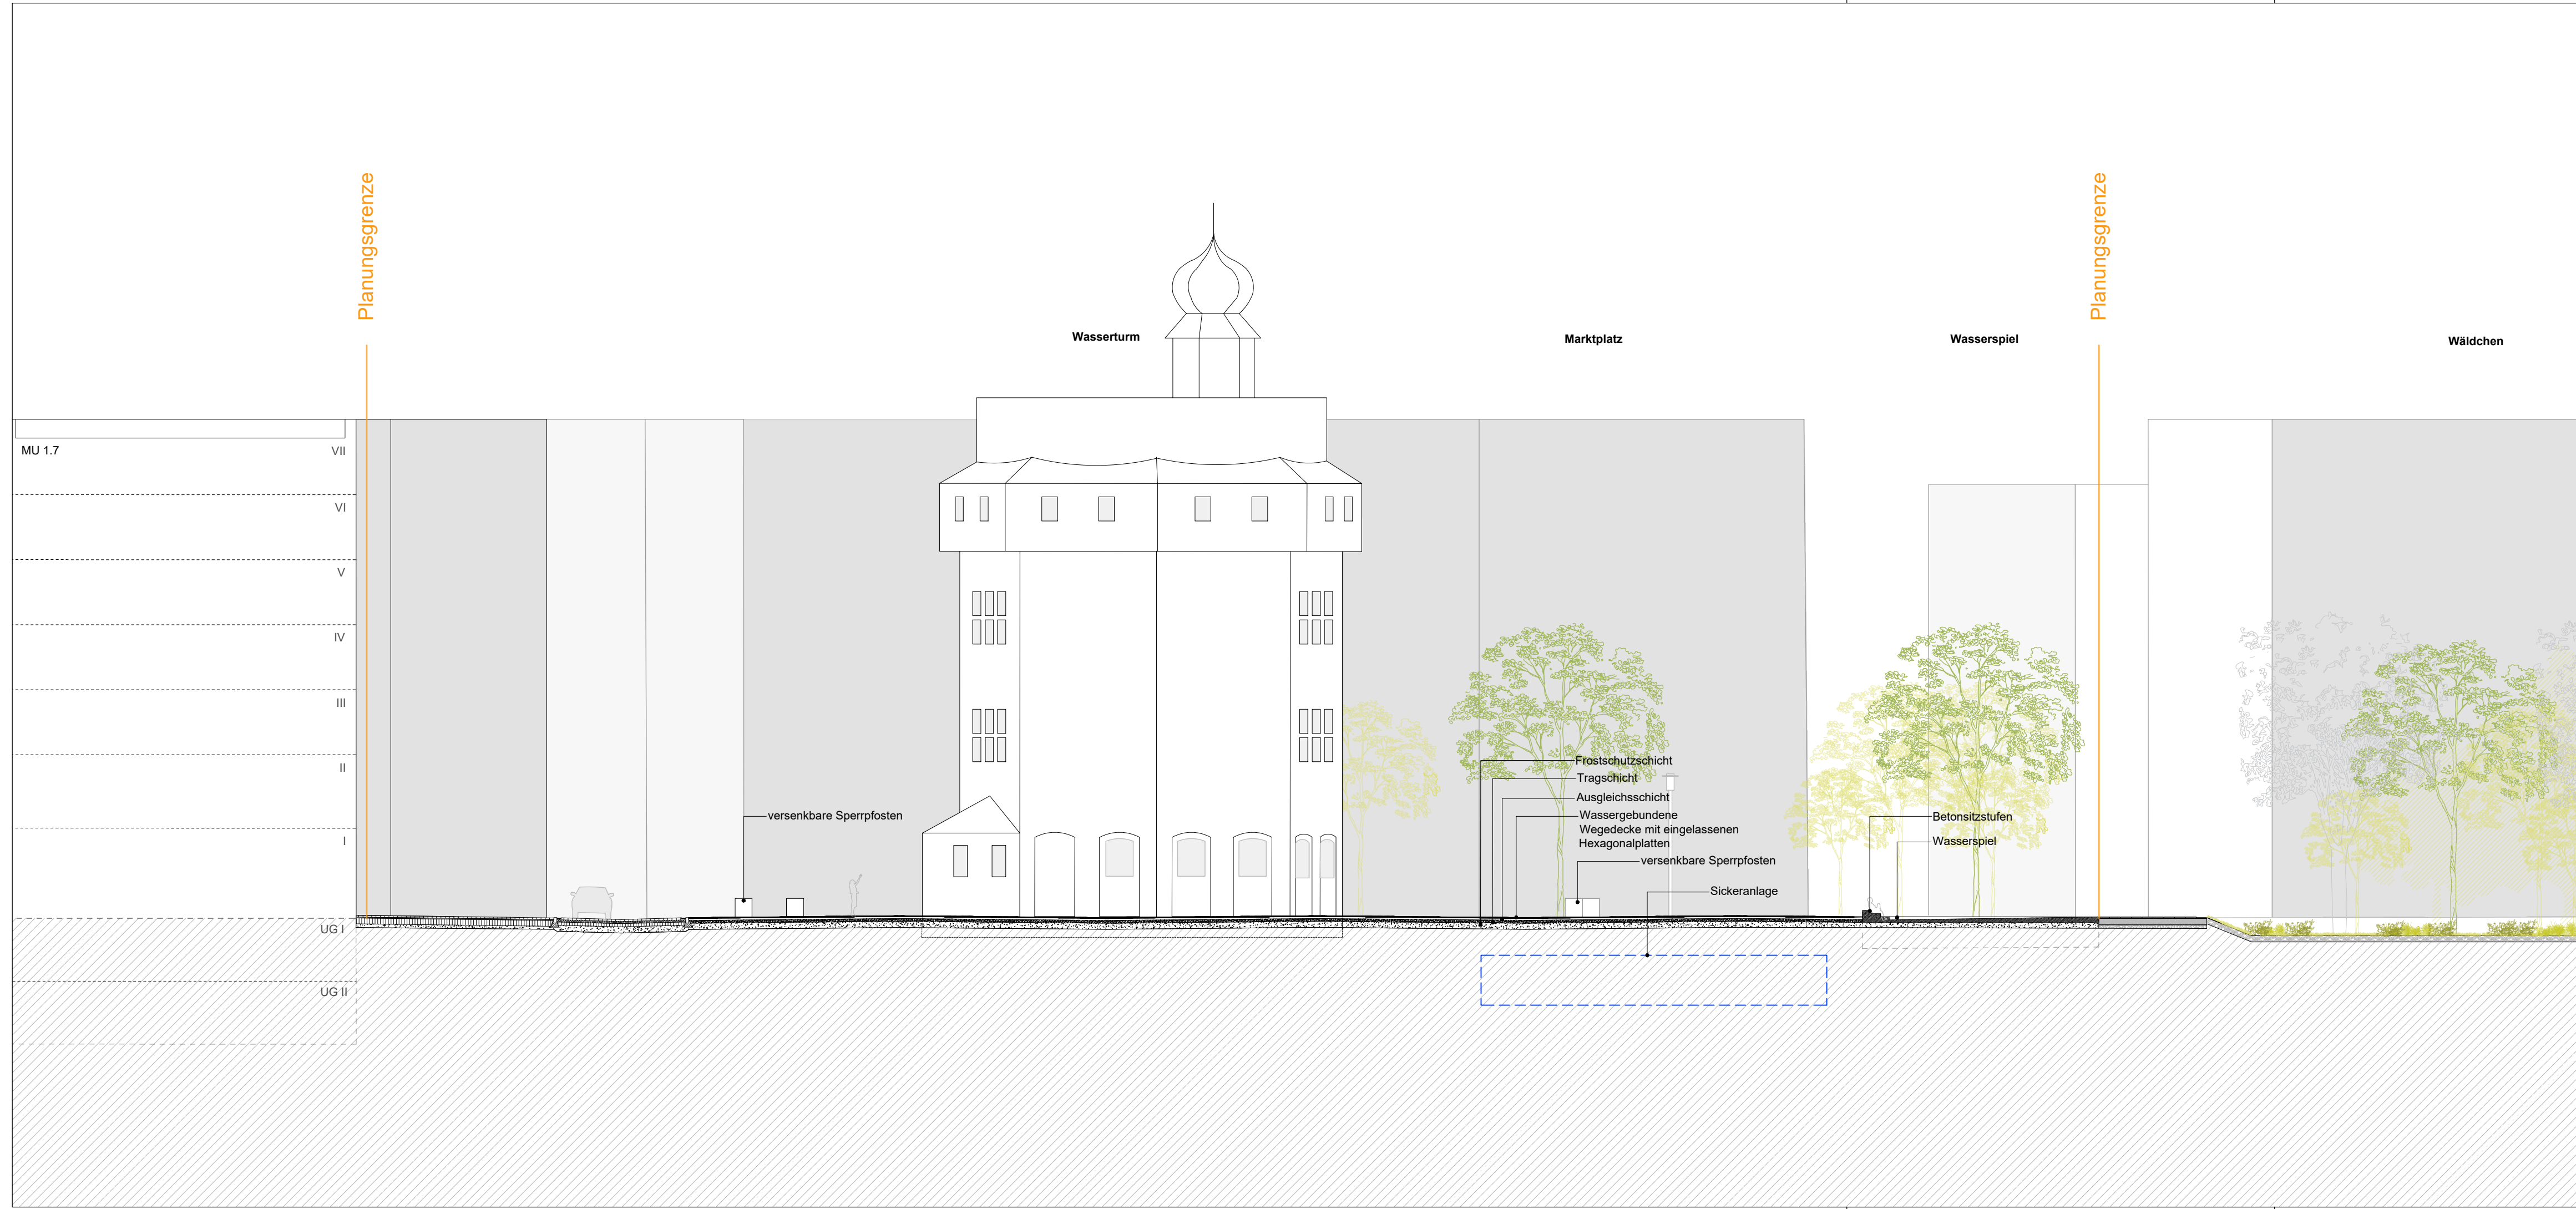 Planungsgrenze
Planungsgrenze
Wasserturm
Marktplatz
Wasserspiel
Wäldchen
MU 1.7
VII
VI
V
IV
III
II
I
UG I
UG II
versenkbare Sperrpfosten
Frostschutzschicht
Tragschicht
Ausgleichsschicht
Wassergebundene
Wegedecke mit eingelassenen
Hexagonalplatten
versenkbare Sperrpfosten
Sickeranlage
Betonsitzstufen
Wasserspiel